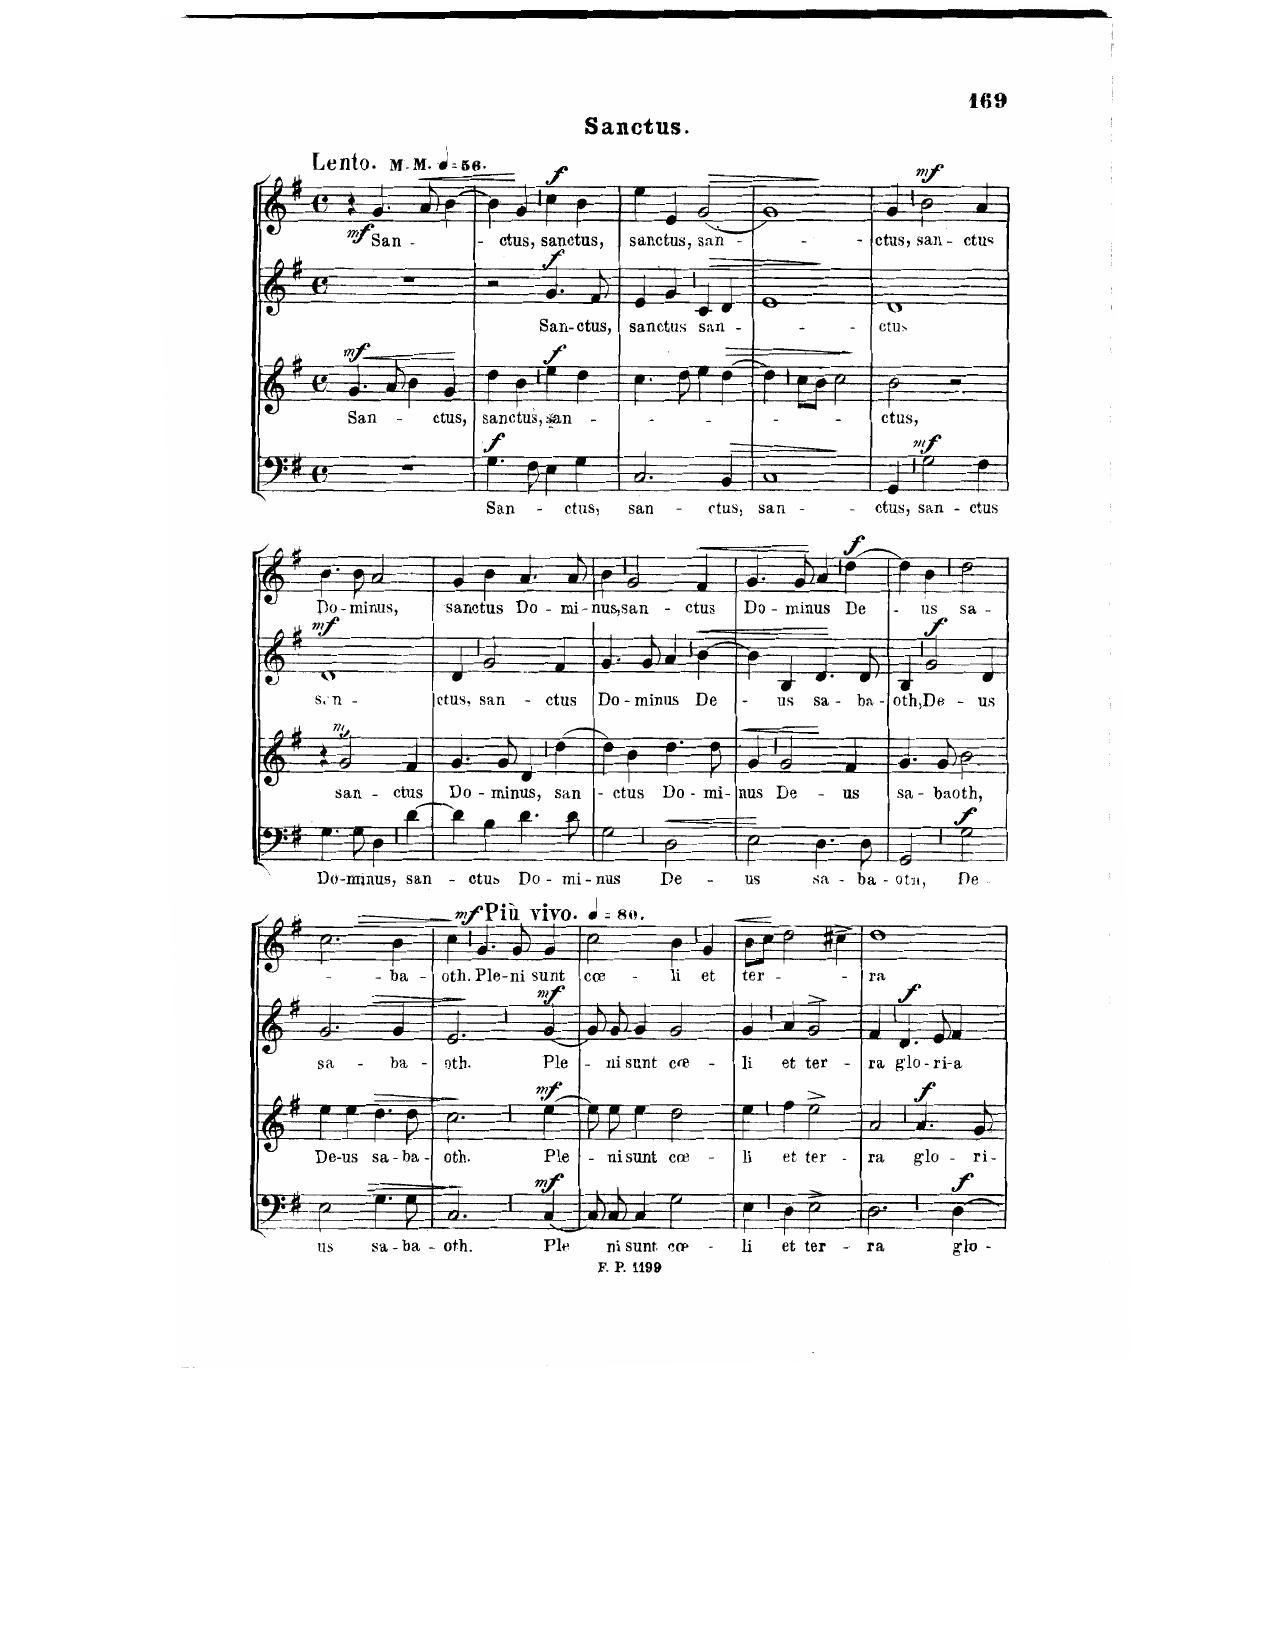 169
Sanctus.
Lento. M. M. ♩= 56.
mf San - - ctus, sanctus, sanctus, san - - ctus, san - ctus
San-ctus, sanctus san - - ctus
San - ctus, sanctus, san - - - ctus,
San - ctus, san - ctus, san - - ctus, san - ctus
Do-minus, sanctus Do - mi-nus, san - ctus Do - minus De - us sa -
san - ctus, san - ctus Do - minus De - us sa - ba - oth, De - us
san - ctus Do - minus, san - ctus Do - mi - nus De - us sa - baoth,
Do-minus, san - ctus Do - mi - nus De - us sa - ba - oth, De -
mf Più vivo. ♩= 80.
- - ba - oth. Ple-ni sunt cœ - li et ter - - ra
sa - ba - oth. Ple - ni sunt cœ - li et ter - ra glo-ri-a
De-us sa-ba-oth. Ple - ni sunt cœ - li et ter - ra glo - ri-
us sa-ba-oth. Ple ni sunt cœ - li et ter - ra glo -
F. P. 1199